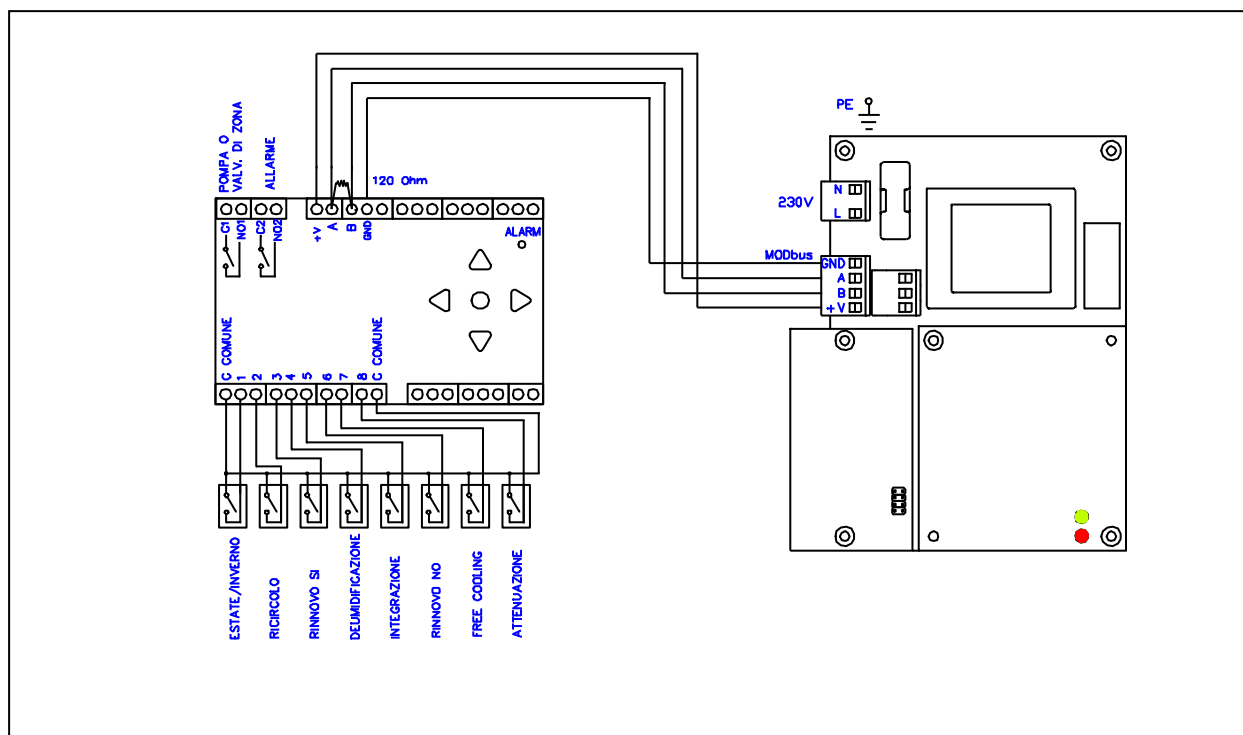 POMPA O
VALV. DI ZONA
ALLARME
120 Ohm
C1
NO1
C2
NO2
+V
A
B
GND
ALARM
C COMUNE
1
2
3
4
5
6
7
8
C COMUNE
ESTATE/INVERNO
RICIRCOLO
RINNOVO SI
DEUMIDIFICAZIONE
INTEGRAZIONE
RINNOVO NO
FREE COOLING
ATTENUAZIONE
PE
230V
N
L
MODbus
GND
A
B
+V